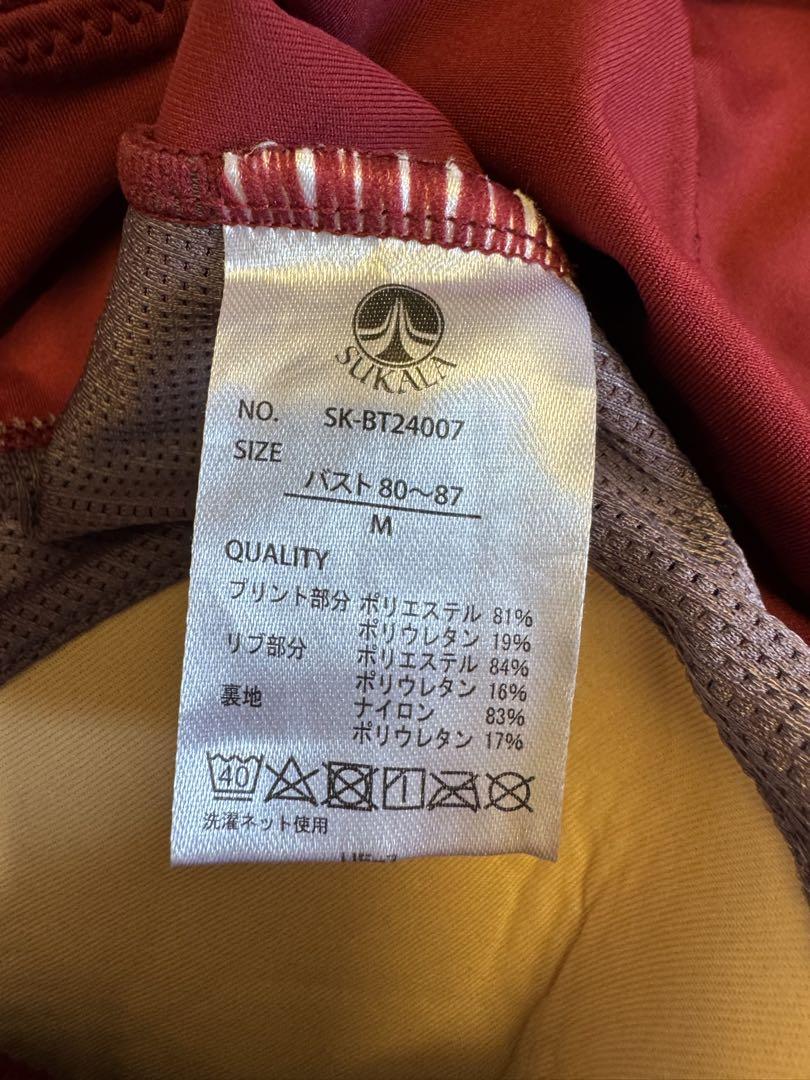 SUKALA
NO. SK-BT24007
SIZE
バスト 80〜87
M
QUALITY
プリント部分 ポリエステル 81%
ポリウレタン 19%
リブ部分 ポリエステル 84%
ポリウレタン 16%
裏地 ナイロン 83%
ポリウレタン 17%
40
洗濯ネット使用